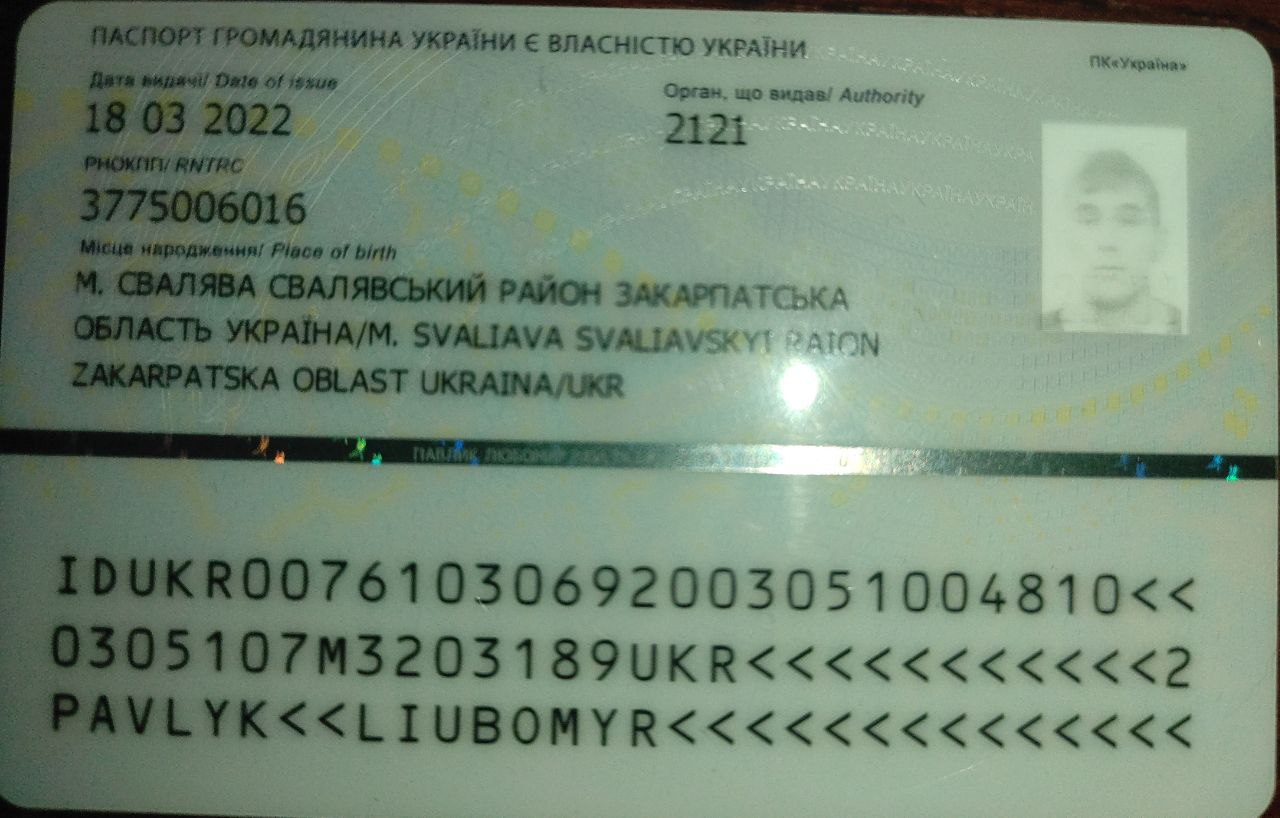 ПАСПОРТ ГРОМАДЯНИНА УКРАЇНИ Є ВЛАСНІСТЮ УКРАЇНИ
ПК«Україна»
Дата видачі/ Date of issue
18 03 2022
Орган, що видав/ Authority
2121
РНОКПП/ RNTRC
3775006016
Місце народження/ Place of birth
М. СВАЛЯВА СВАЛЯВСЬКИЙ РАЙОН ЗАКАРПАТСЬКА
ОБЛАСТЬ УКРАЇНА/M. SVALIAVA SVALIAVSKYI RAION
ZAKARPATSKA OBLAST UKRAINA/UKR
ПАВЛИК ЛЮБОМИР
IDUKR00761030692003051004810<<
0305107M3203189UKR<<<<<<<<<<<2
PAVLYK<<LIUBOMYR<<<<<<<<<<<<<<